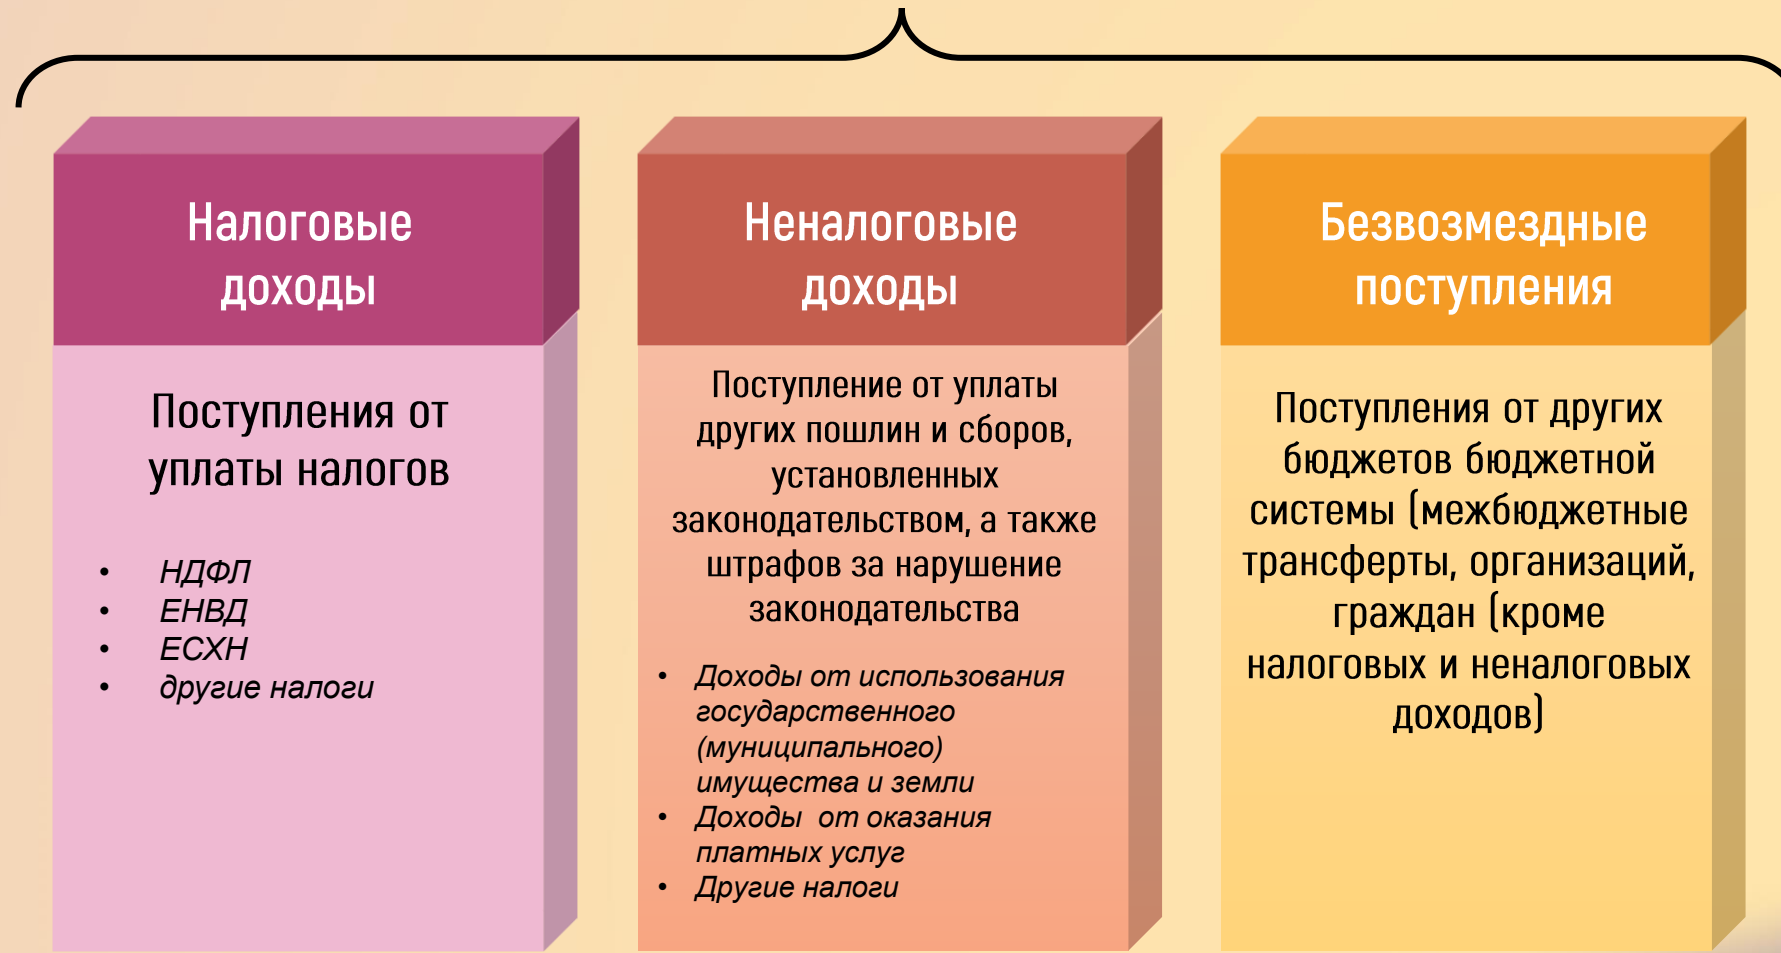 Налоговые
доходы
Поступления от
уплаты налогов
• НДФЛ
• ЕНВД
• ЕСХН
• другие налоги
Неналоговые
доходы
Поступление от уплаты
других пошлин и сборов,
установленных
законодательством, а также
штрафов за нарушение
законодательства
• Доходы от использования
государственного
(муниципального)
имущества и земли
• Доходы от оказания
платных услуг
• Другие налоги
Безвозмездные
поступления
Поступления от других
бюджетов бюджетной
системы (межбюджетные
трансферты, организаций,
граждан (кроме
налоговых и неналоговых
доходов)